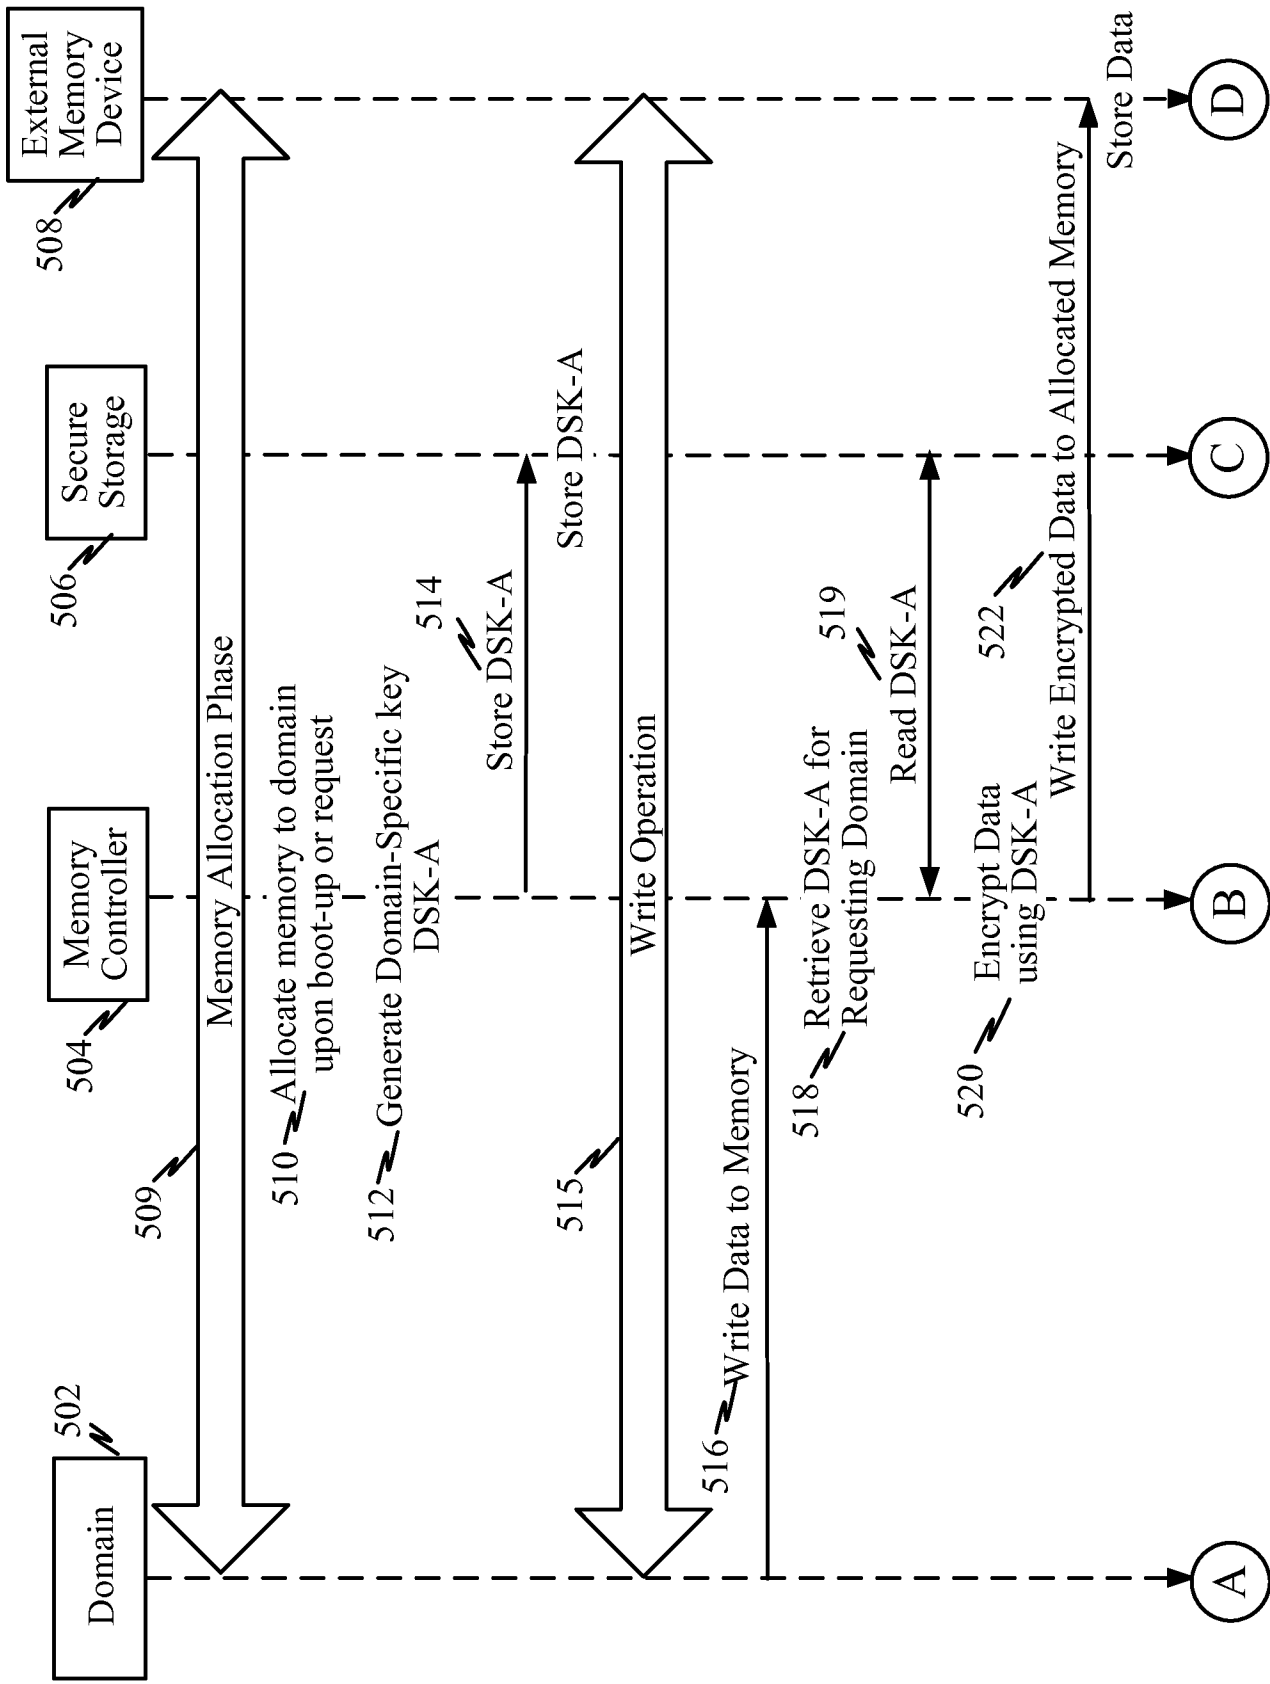 Domain
502
Memory
Controller
504
Secure
Storage
506
External
Memory
Device
508
509
Memory Allocation Phase
510
Allocate memory to domain
upon boot-up or request
512
Generate Domain-Specific key
DSK-A
514
Store DSK-A
Store DSK-A
515
Write Operation
516
Write Data to Memory
518
Retrieve DSK-A for
Requesting Domain
519
Read DSK-A
520
Encrypt Data
using DSK-A
522
Write Encrypted Data to Allocated Memory
Store Data
A
B
C
D